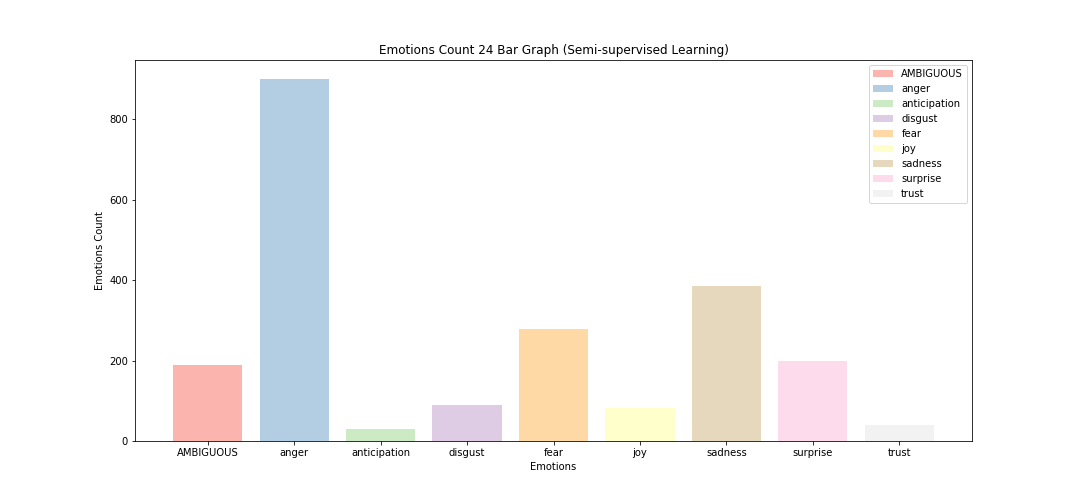 Emotions Count 24 Bar Graph (Semi-supervised Learning)
AMBIGUOUS
anger
anticipation
disgust
fear
joy
sadness
surprise
trust
Emotions Count
800
600
400
200
0
AMBIGUOUS anger anticipation disgust fear joy sadness surprise trust
Emotions